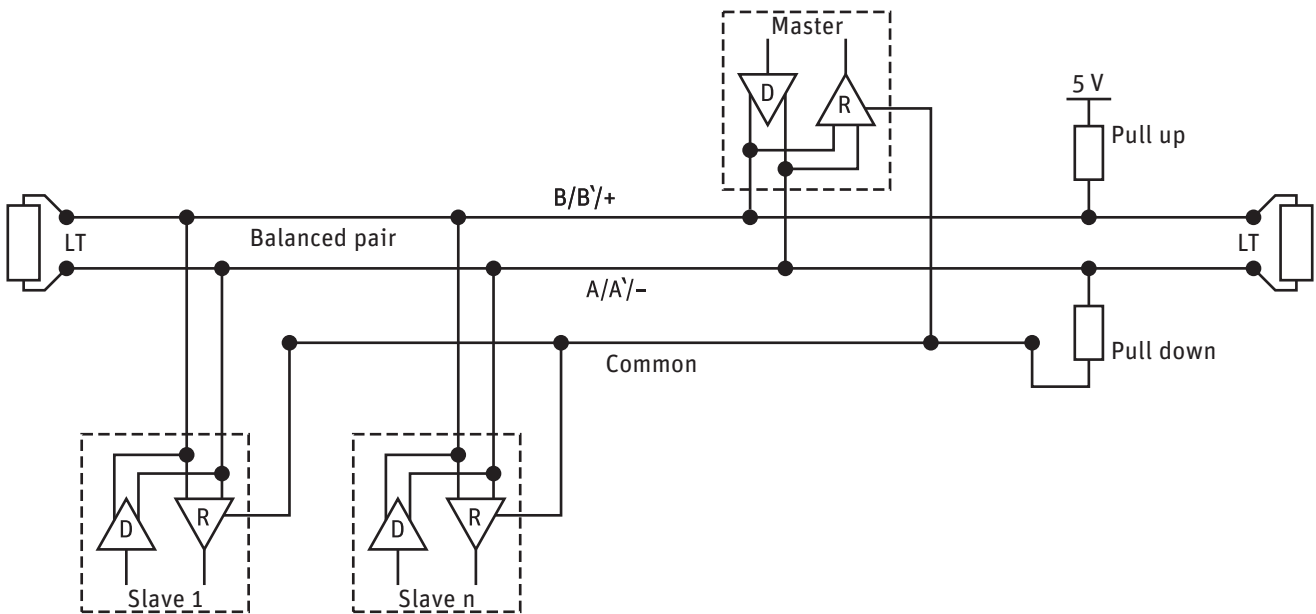 Master
D
R
5 V
Pull up
B/B`/+
LT
Balanced pair
LT
A/A`/–
Common
Pull down
D
R
D
R
Slave 1
Slave n